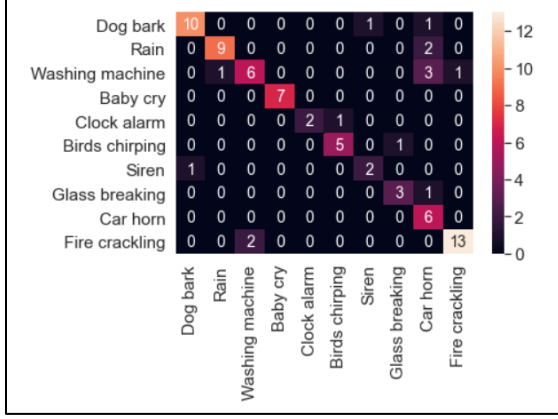 Dog bark 10 0 0 0 0 0 1 0 1 0
Rain 0 9 0 0 0 0 0 0 2 0
Washing machine 0 1 6 0 0 0 0 0 3 1
Baby cry 0 0 0 7 0 0 0 0 0 0
Clock alarm 0 0 0 0 2 1 0 0 0 0
Birds chirping 0 0 0 0 0 5 0 1 0 0
Siren 1 0 0 0 0 0 2 0 0 0
Glass breaking 0 0 0 0 0 0 0 3 1 0
Car horn 0 0 0 0 0 0 0 0 6 0
Fire crackling 0 0 2 0 0 0 0 0 0 13
Dog bark
Rain
Washing machine
Baby cry
Clock alarm
Birds chirping
Siren
Glass breaking
Car horn
Fire crackling
12
10
8
6
4
2
0